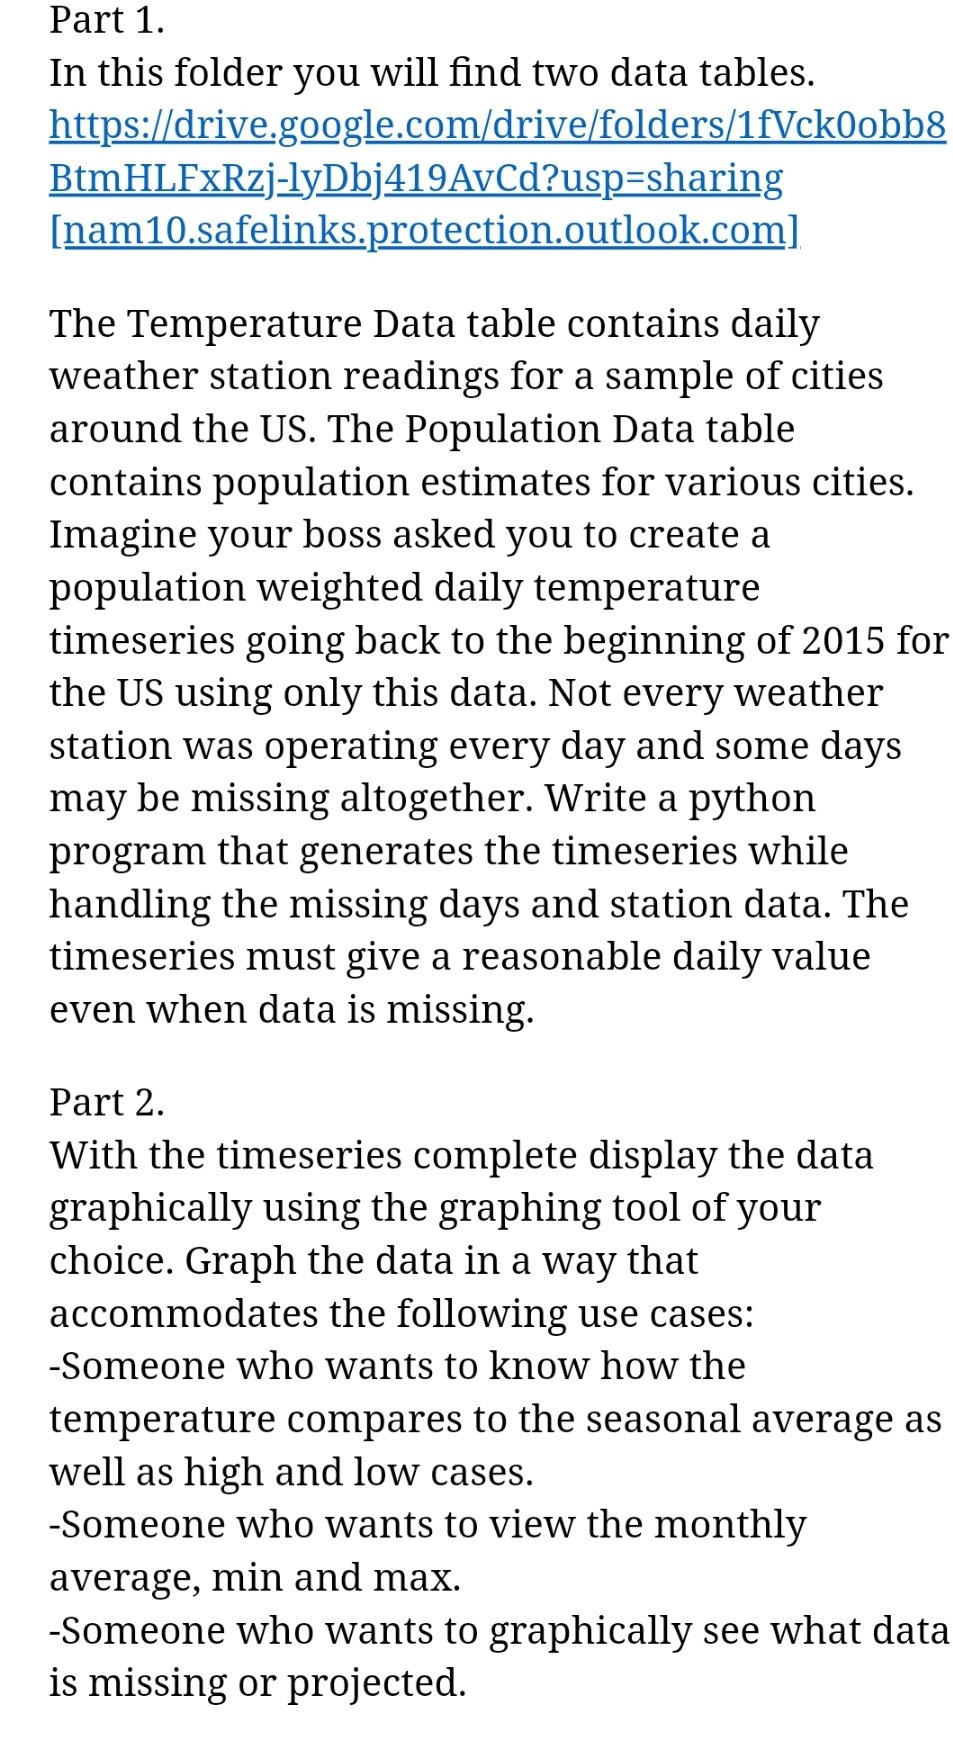 Part 1.
In this folder you will find two data tables.
https://drive.google.com/drive/folders/1fVck0obb8
BtmHLFxRzj-lyDbj419AvCd?usp=sharing
[nam10.safelinks.protection.outlook.com]
The Temperature Data table contains daily
weather station readings for a sample of cities
around the US. The Population Data table
contains population estimates for various cities.
Imagine your boss asked you to create a
population weighted daily temperature
timeseries going back to the beginning of 2015 for
the US using only this data. Not every weather
station was operating every day and some days
may be missing altogether. Write a python
program that generates the timeseries while
handling the missing days and station data. The
timeseries must give a reasonable daily value
even when data is missing.
Part 2.
With the timeseries complete display the data
graphically using the graphing tool of your
choice. Graph the data in a way that
accommodates the following use cases:
-Someone who wants to know how the
temperature compares to the seasonal average as
well as high and low cases.
-Someone who wants to view the monthly
average, min and max.
-Someone who wants to graphically see what data
is missing or projected.